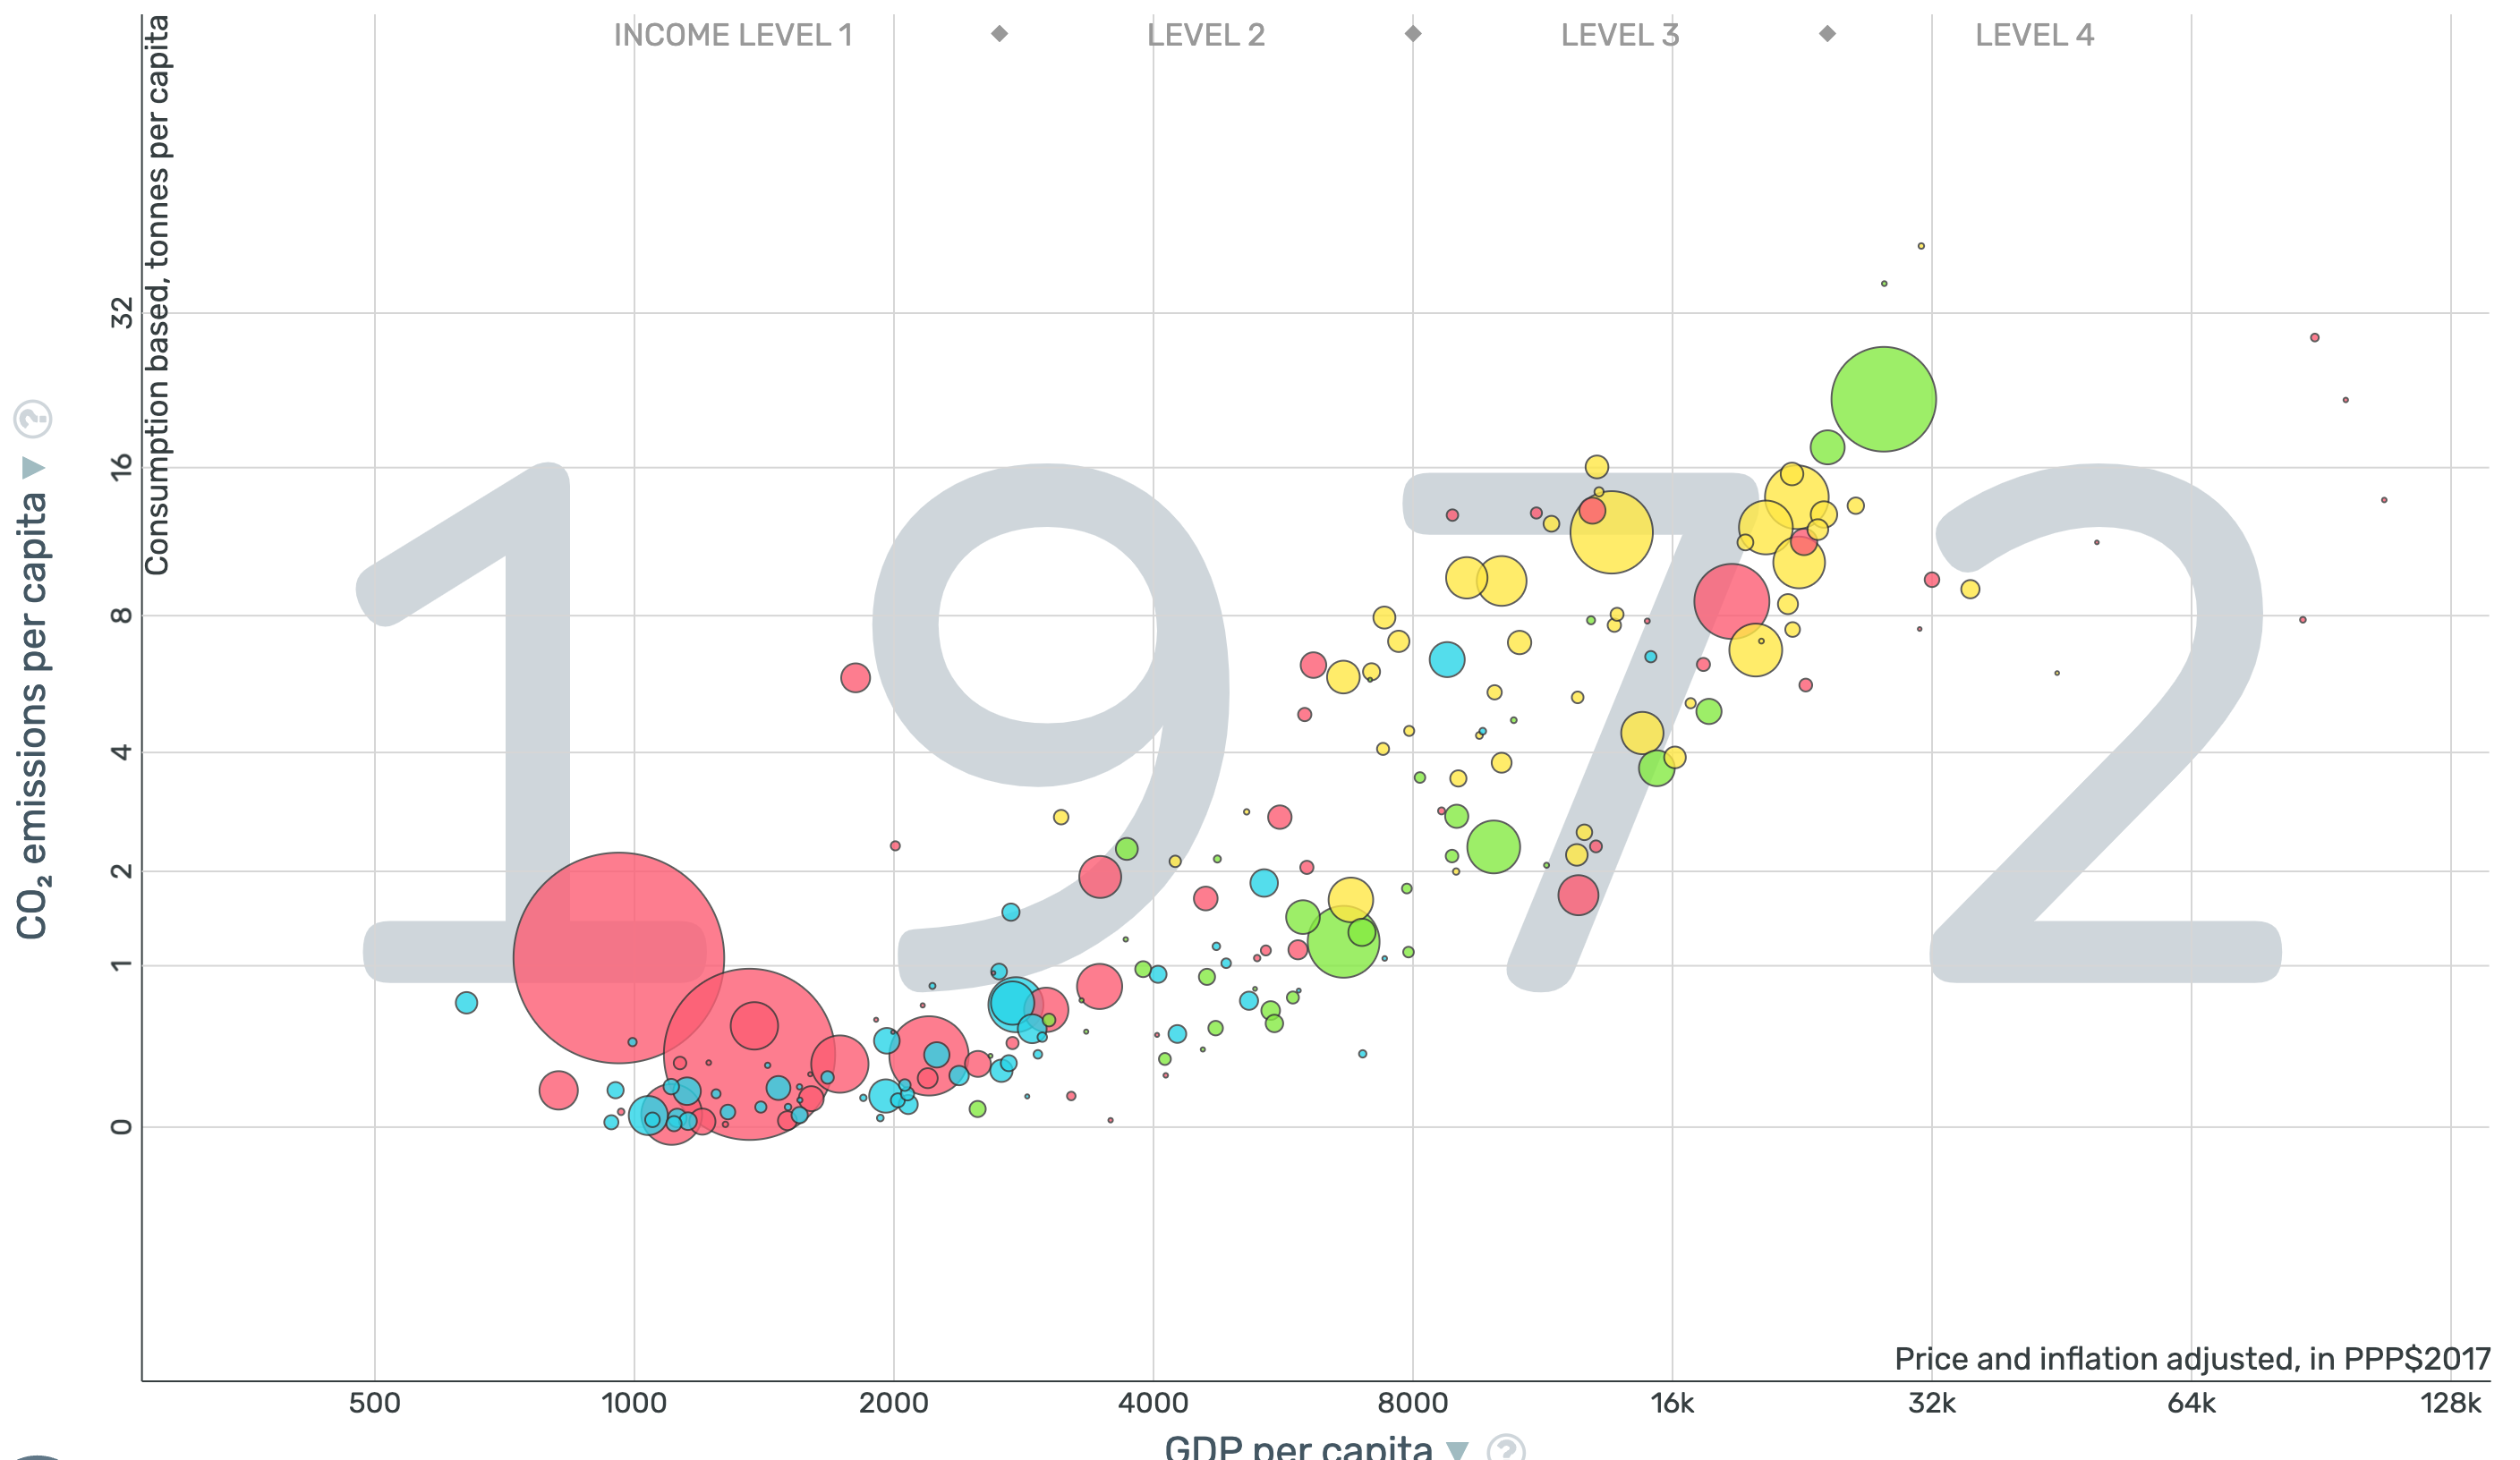 INCOME LEVEL 1 ◆ LEVEL 2 ◆ LEVEL 3 ◆ LEVEL 4
CO₂ emissions per capita ▼ ?
Consumption based, tonnes per capita
32
16
8
4
2
1
0
1972
Price and inflation adjusted, in PPP$2017
500 1000 2000 4000 8000 16k 32k 64k 128k
GDP per capita ▼ ?